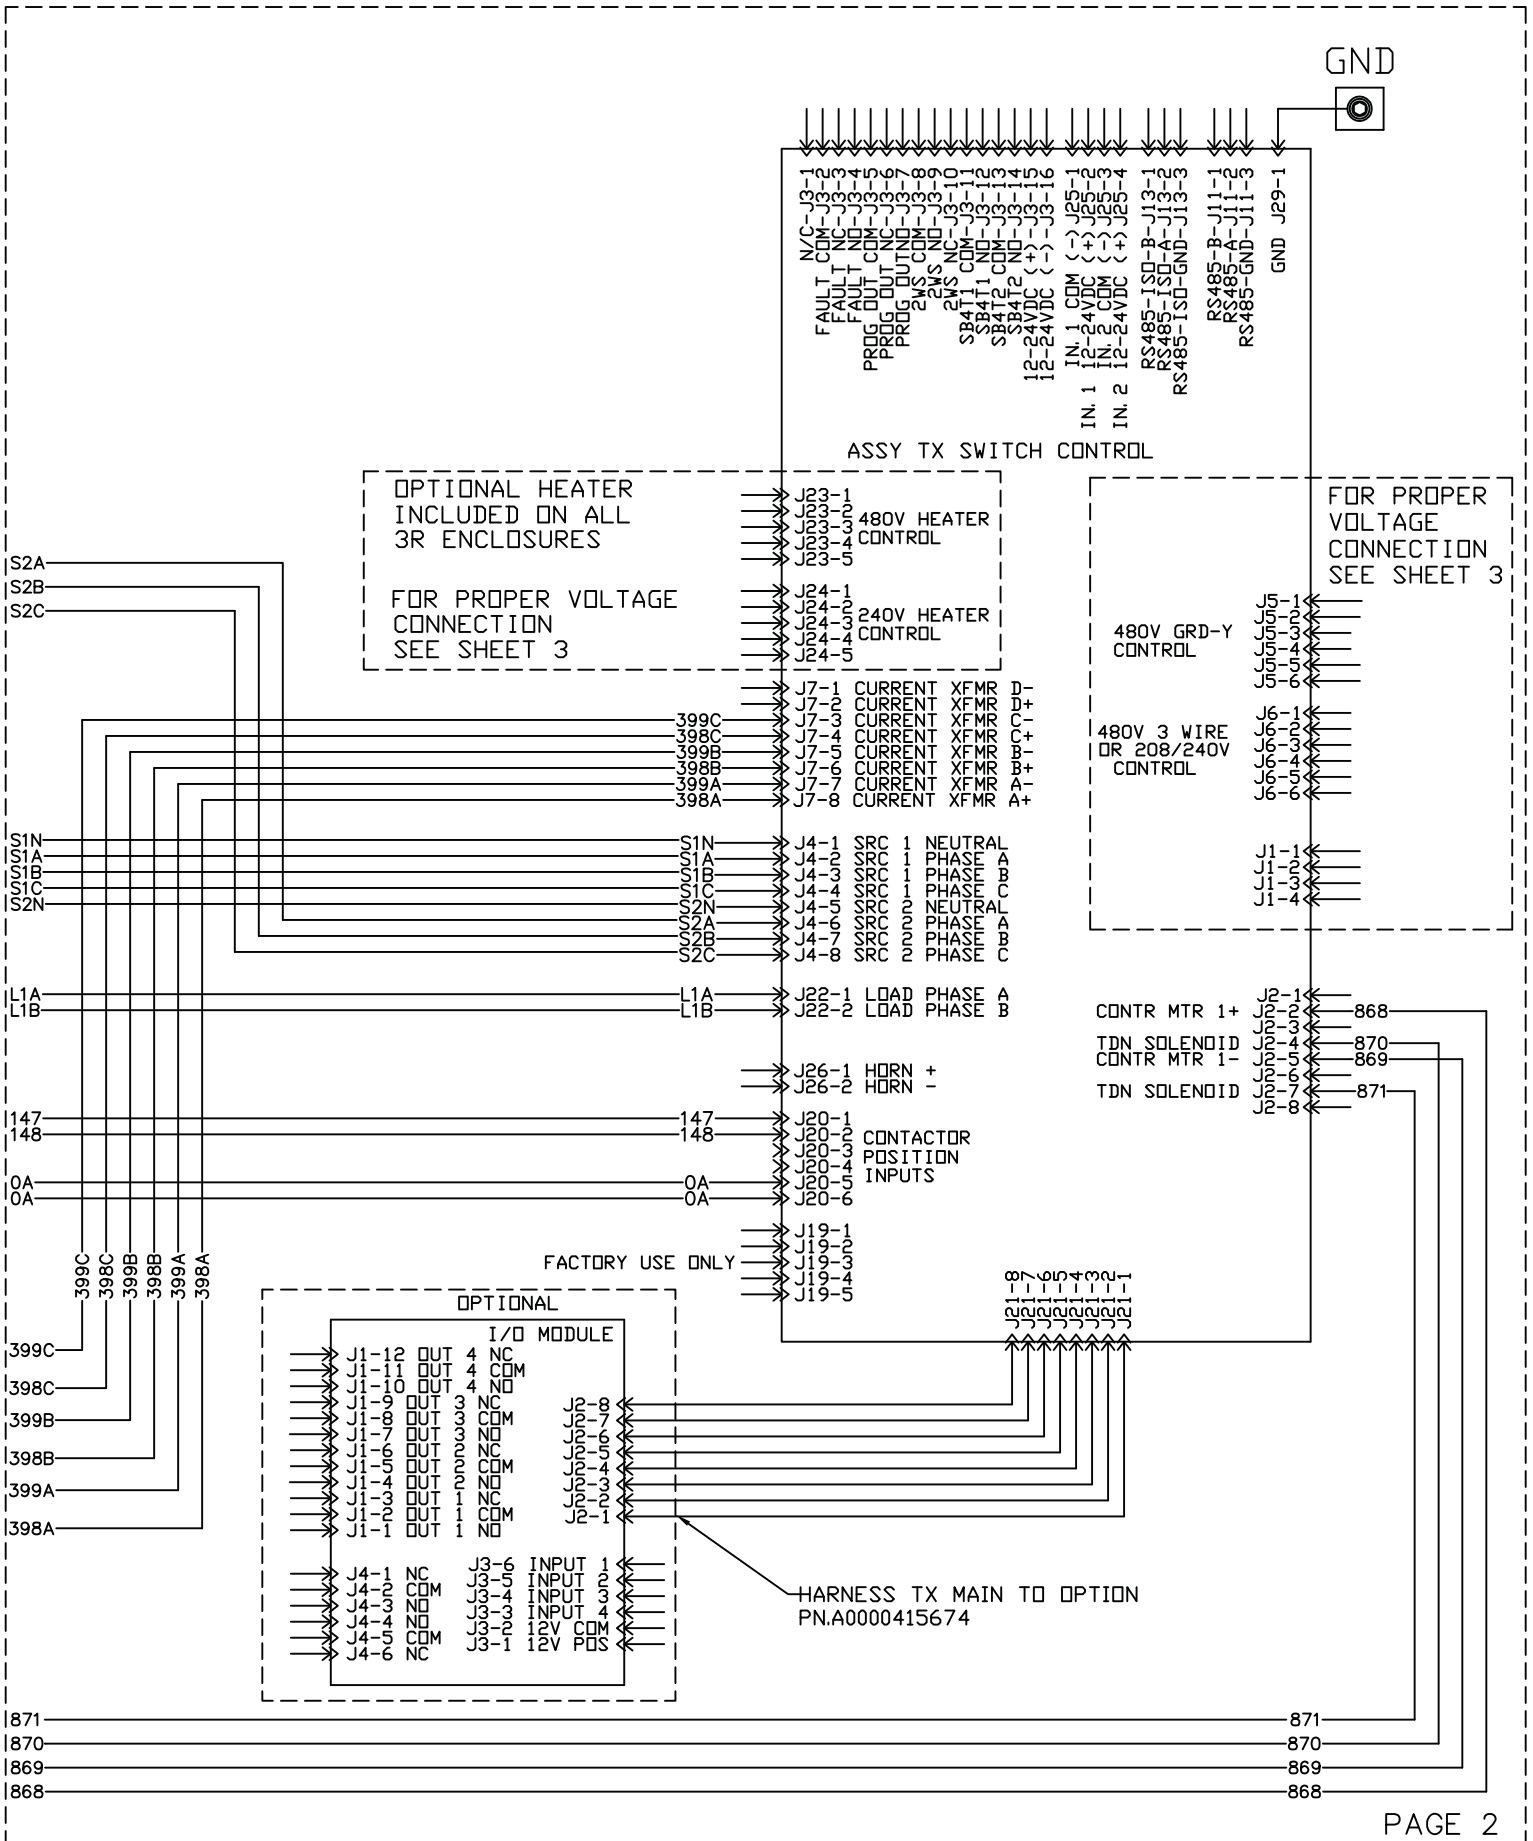 GND
N/C-J3-1
FAULT COM-J3-2
FAULT NC-J3-3
FAULT NO-J3-4
PROG OUT COM-J3-5
PROG OUT NC-J3-6
PROG OUTNO-J3-7
2WS COM-J3-8
2WS NO-J3-9
2WS NC-J3-10
SB4T1 COM-J3-11
SB4T1 NO-J3-12
SB4T2 COM-J3-13
SB4T2 NO-J3-14
12-24VDC (+)-J3-15
12-24VDC (-)-J3-16
IN. 1 COM (-)J25-1
IN. 1 12-24VDC (+)J25-2
IN. 2 COM (-)J25-3
IN. 2 12-24VDC (+)J25-4
RS485-ISO-B-J13-1
RS485-ISO-A-J13-2
RS485-ISO-GND-J13-3
RS485-B-J11-1
RS485-A-J11-2
RS485-GND-J11-3
GND J29-1
ASSY TX SWITCH CONTROL
OPTIONAL HEATER
INCLUDED ON ALL
3R ENCLOSURES
FOR PROPER VOLTAGE
CONNECTION
SEE SHEET 3
J23-1
J23-2
J23-3
J23-4
J23-5
480V HEATER
CONTROL
J24-1
J24-2
J24-3
J24-4
J24-5
240V HEATER
CONTROL
FOR PROPER
VOLTAGE
CONNECTION
SEE SHEET 3
480V GRD-Y
CONTROL
J5-1
J5-2
J5-3
J5-4
J5-5
J5-6
480V 3 WIRE
OR 208/240V
CONTROL
J6-1
J6-2
J6-3
J6-4
J6-5
J6-6
J1-1
J1-2
J1-3
J1-4
S2A
S2B
S2C
J7-1 CURRENT XFMR D-
J7-2 CURRENT XFMR D+
399C J7-3 CURRENT XFMR C-
398C J7-4 CURRENT XFMR C+
399B J7-5 CURRENT XFMR B-
398B J7-6 CURRENT XFMR B+
399A J7-7 CURRENT XFMR A-
398A J7-8 CURRENT XFMR A+
S1N S1N J4-1 SRC 1 NEUTRAL
S1A S1A J4-2 SRC 1 PHASE A
S1B S1B J4-3 SRC 1 PHASE B
S1C S1C J4-4 SRC 1 PHASE C
S2N S2N J4-5 SRC 2 NEUTRAL
S2A J4-6 SRC 2 PHASE A
S2B J4-7 SRC 2 PHASE B
S2C J4-8 SRC 2 PHASE C
L1A L1A J22-1 LOAD PHASE A
L1B L1B J22-2 LOAD PHASE B
J2-1
CONTR MTR 1+ J2-2 868
J2-3
TDN SOLENOID J2-4 870
CONTR MTR 1- J2-5 869
J2-6
TDN SOLENOID J2-7 871
J2-8
J26-1 HORN +
J26-2 HORN -
147 147 J20-1
148 148 J20-2
J20-3
J20-4
0A 0A J20-5
0A 0A J20-6
CONTACTOR
POSITION
INPUTS
FACTORY USE ONLY
J19-1
J19-2
J19-3
J19-4
J19-5
399C
398C
399B
398B
399A
398A
399C
398C
399B
398B
399A
398A
J21-8
J21-7
J21-6
J21-5
J21-4
J21-3
J21-2
J21-1
OPTIONAL
I/O MODULE
J1-12 OUT 4 NC
J1-11 OUT 4 COM
J1-10 OUT 4 NO
J1-9 OUT 3 NC
J1-8 OUT 3 COM
J1-7 OUT 3 NO
J1-6 OUT 2 NC
J1-5 OUT 2 COM
J1-4 OUT 2 NO
J1-3 OUT 1 NC
J1-2 OUT 1 COM
J1-1 OUT 1 NO
J2-8
J2-7
J2-6
J2-5
J2-4
J2-3
J2-2
J2-1
J4-1 NC
J4-2 COM
J4-3 NO
J4-4 NO
J4-5 COM
J4-6 NC
J3-6 INPUT 1
J3-5 INPUT 2
J3-4 INPUT 3
J3-3 INPUT 4
J3-2 12V COM
J3-1 12V POS
HARNESS TX MAIN TO OPTION
PN.A0000415674
871 871
870 870
869 869
868 868
PAGE 2